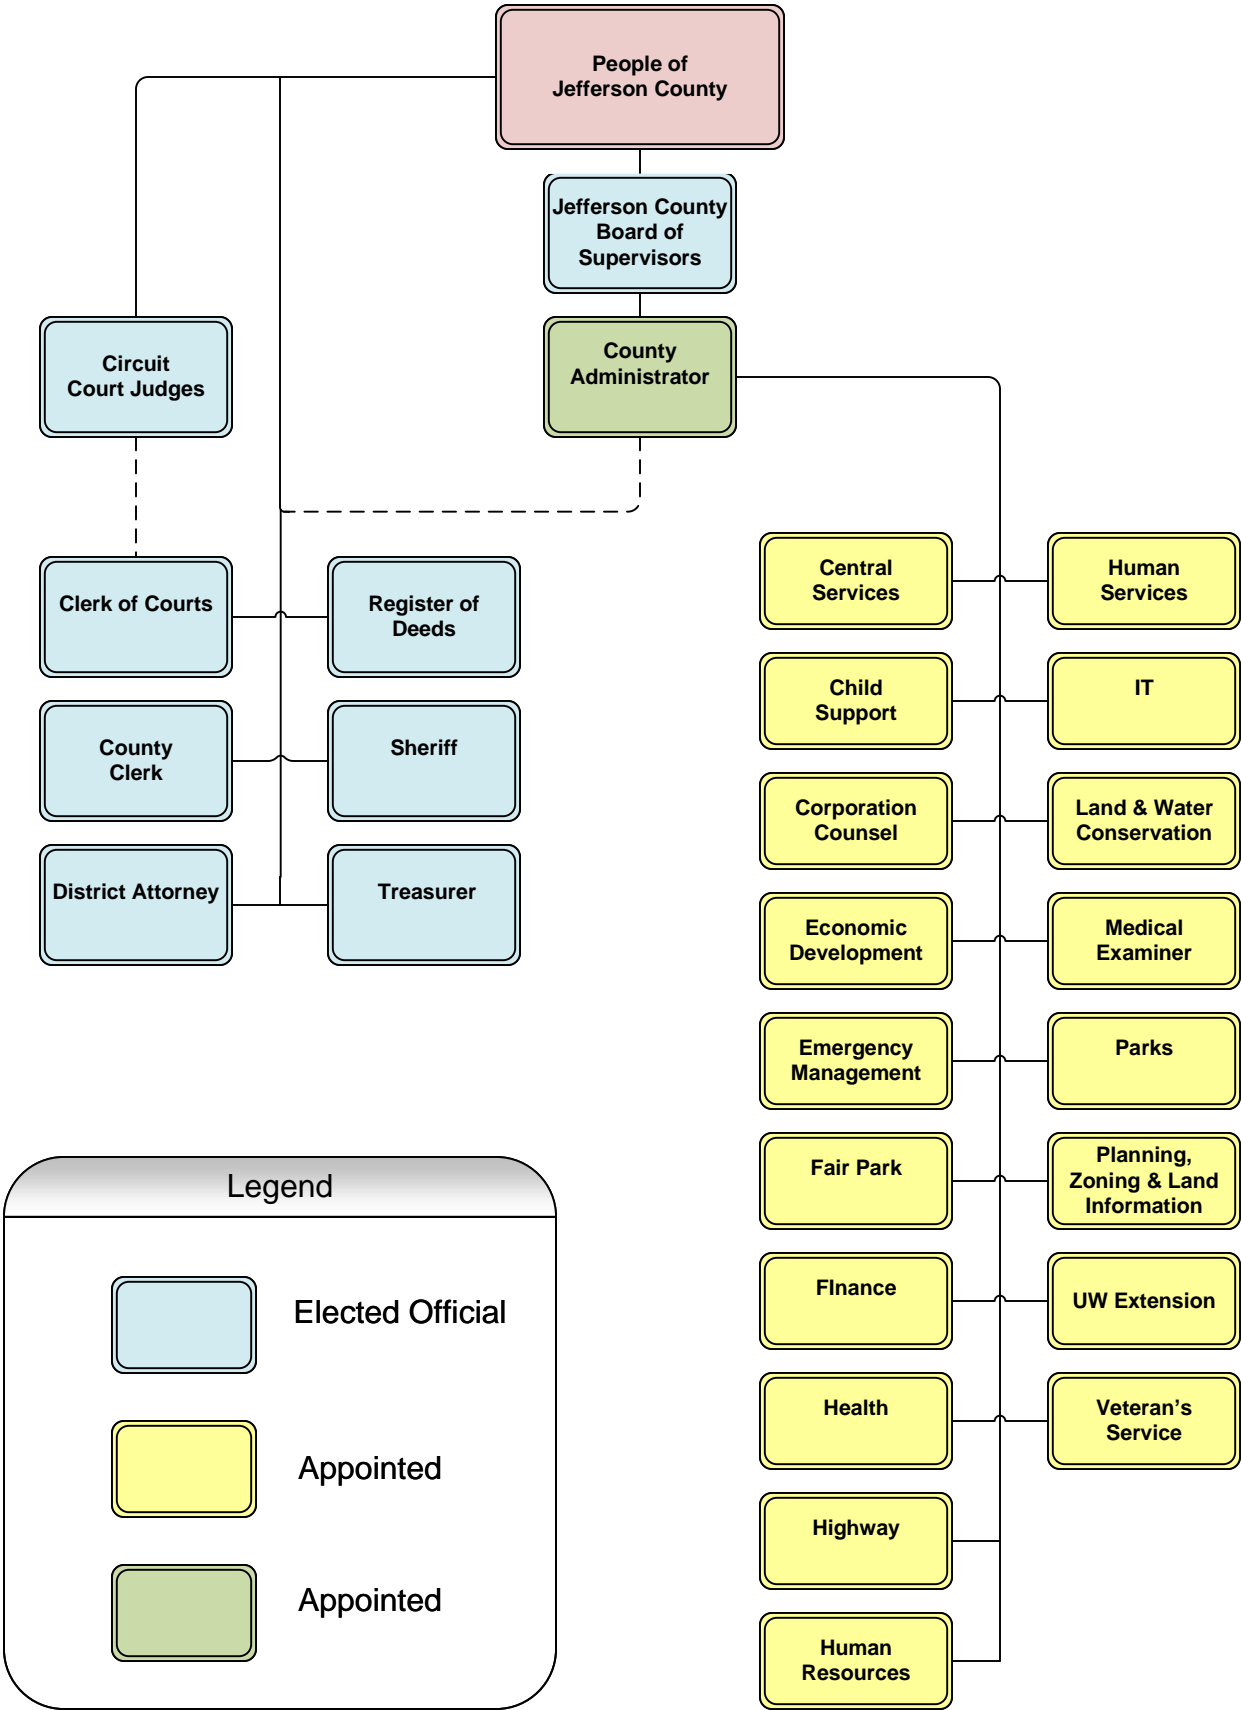 People of
Jefferson County
Jefferson County
Board of
Supervisors
Circuit
Court Judges
County
Administrator
Clerk of Courts
Register of
Deeds
County
Clerk
Sheriff
District Attorney
Treasurer
Central
Services
Human
Services
Child
Support
IT
Corporation
Counsel
Land & Water
Conservation
Economic
Development
Medical
Examiner
Emergency
Management
Parks
Fair Park
Planning,
Zoning & Land
Information
FInance
UW Extension
Health
Veteran’s
Service
Highway
Human
Resources
Legend
Elected Official
Appointed
Appointed